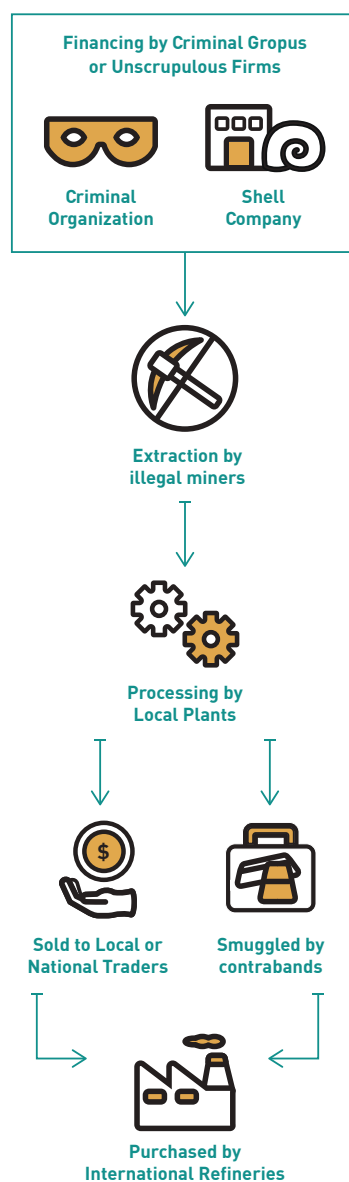 Financing by Criminal Gropus
or Unscrupulous Firms
Criminal
Organization
Shell
Company
Extraction by
illegal miners
Processing by
Local Plants
$
Sold to Local or
National Traders
Smuggled by
contrabands
Purchased by
International Refineries